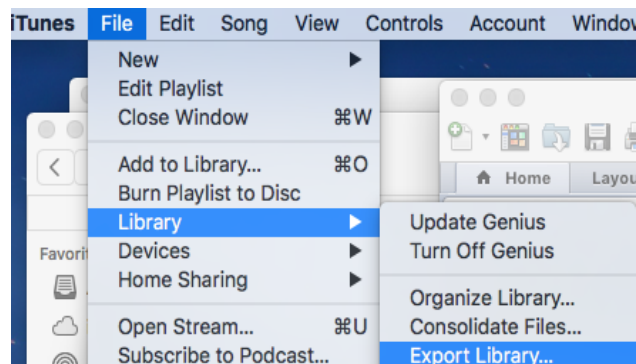 iTunes File Edit Song View Controls Account
New
Edit Playlist
Close Window ⌘W
Add to Library... ⌘O
Burn Playlist to Disc
Library
Devices
Home Sharing
Open Stream... ⌘U
Subscribe to Podcast...
Update Genius
Turn Off Genius
Organize Library...
Consolidate Files...
Export Library...
Home